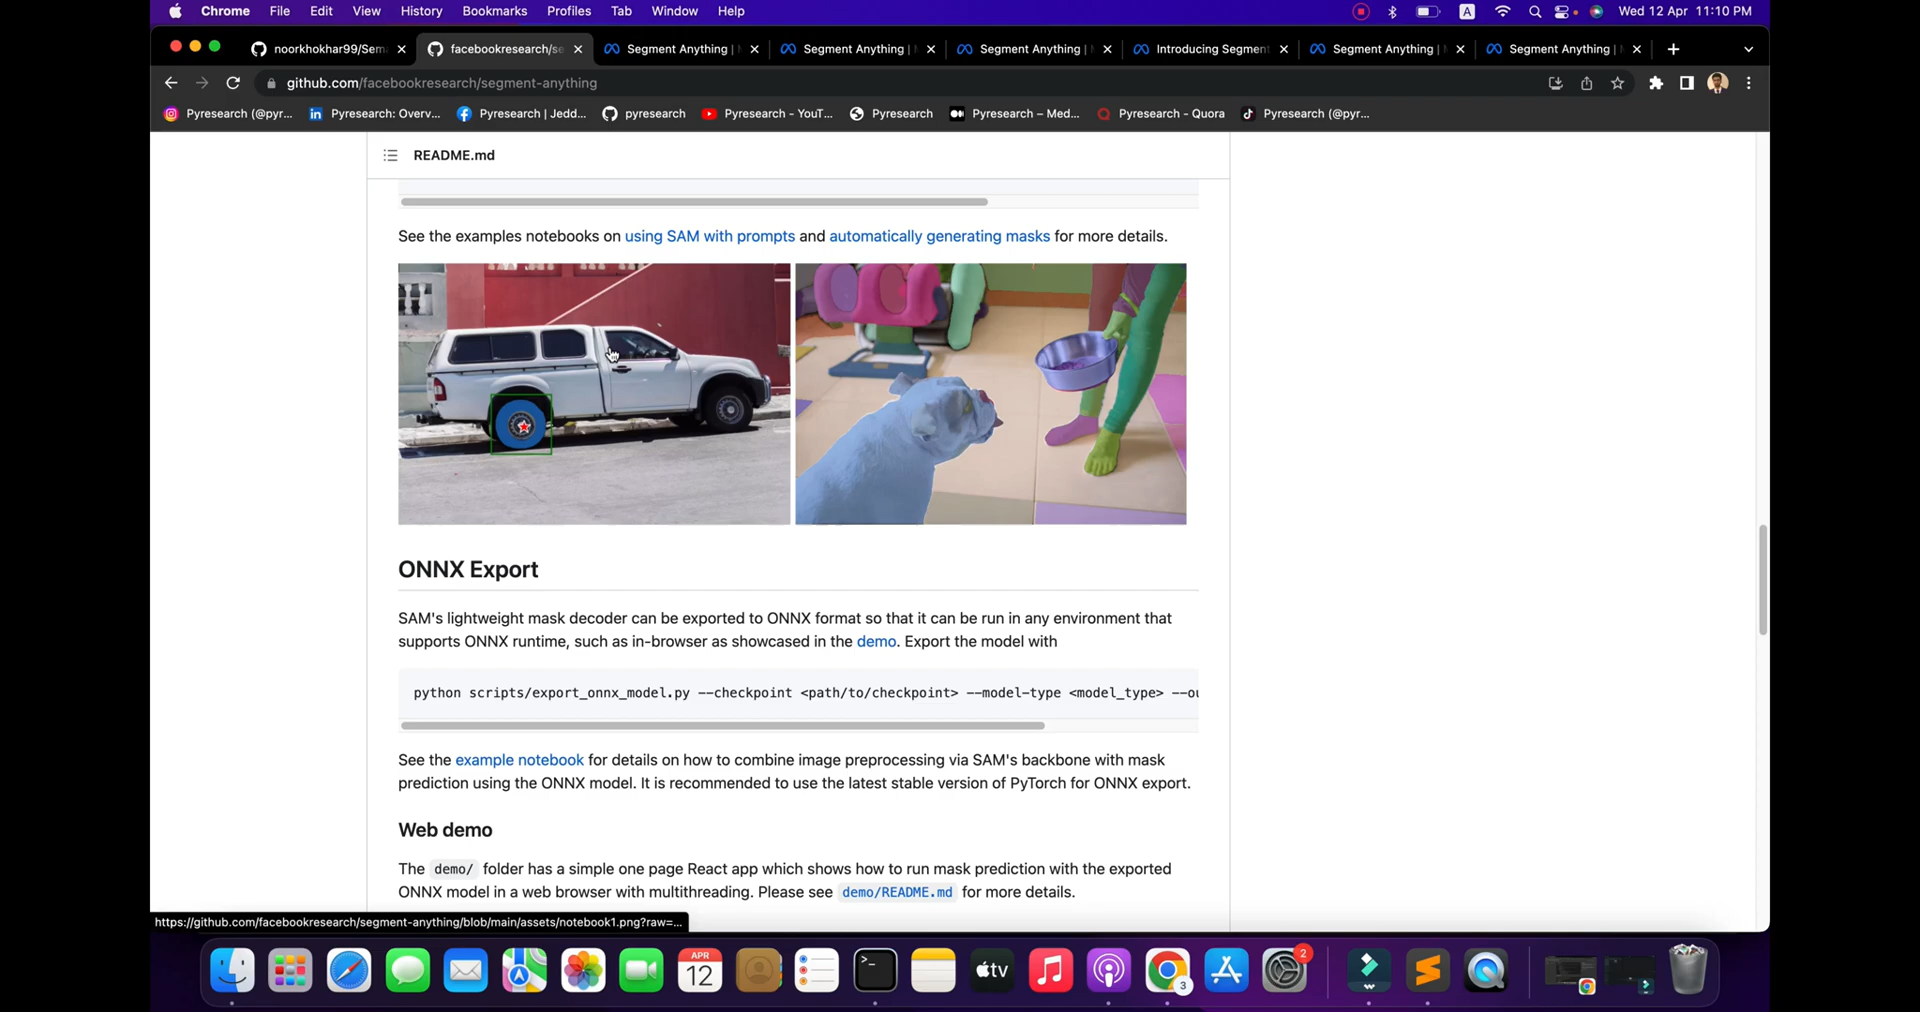 Chrome File Edit View History Bookmarks Profiles Tab Window Help A Wed 12 Apr 11:10 PM
noorkhokhar99/Sem facebookresearch/se Segment Anything | Segment Anything | Segment Anything | Introducing Segment Segment Anything | Segment Anything |
github.com/facebookresearch/segment-anything
Pyresearch (@pyr... Pyresearch: Overv... Pyresearch | Jedd... pyresearch Pyresearch - YouT... Pyresearch Pyresearch – Med... Pyresearch - Quora Pyresearch (@pyr...
README.md
See the examples notebooks on using SAM with prompts and automatically generating masks for more details.
ONNX Export
SAM's lightweight mask decoder can be exported to ONNX format so that it can be run in any environment that
supports ONNX runtime, such as in-browser as showcased in the demo. Export the model with
python scripts/export_onnx_model.py --checkpoint <path/to/checkpoint> --model-type <model_type> --ou
See the example notebook for details on how to combine image preprocessing via SAM's backbone with mask
prediction using the ONNX model. It is recommended to use the latest stable version of PyTorch for ONNX export.
Web demo
The demo/ folder has a simple one page React app which shows how to run mask prediction with the exported
ONNX model in a web browser with multithreading. Please see demo/README.md for more details.
https://github.com/facebookresearch/segment-anything/blob/main/assets/notebook1.png?raw=...
APR
12
tv
3
2